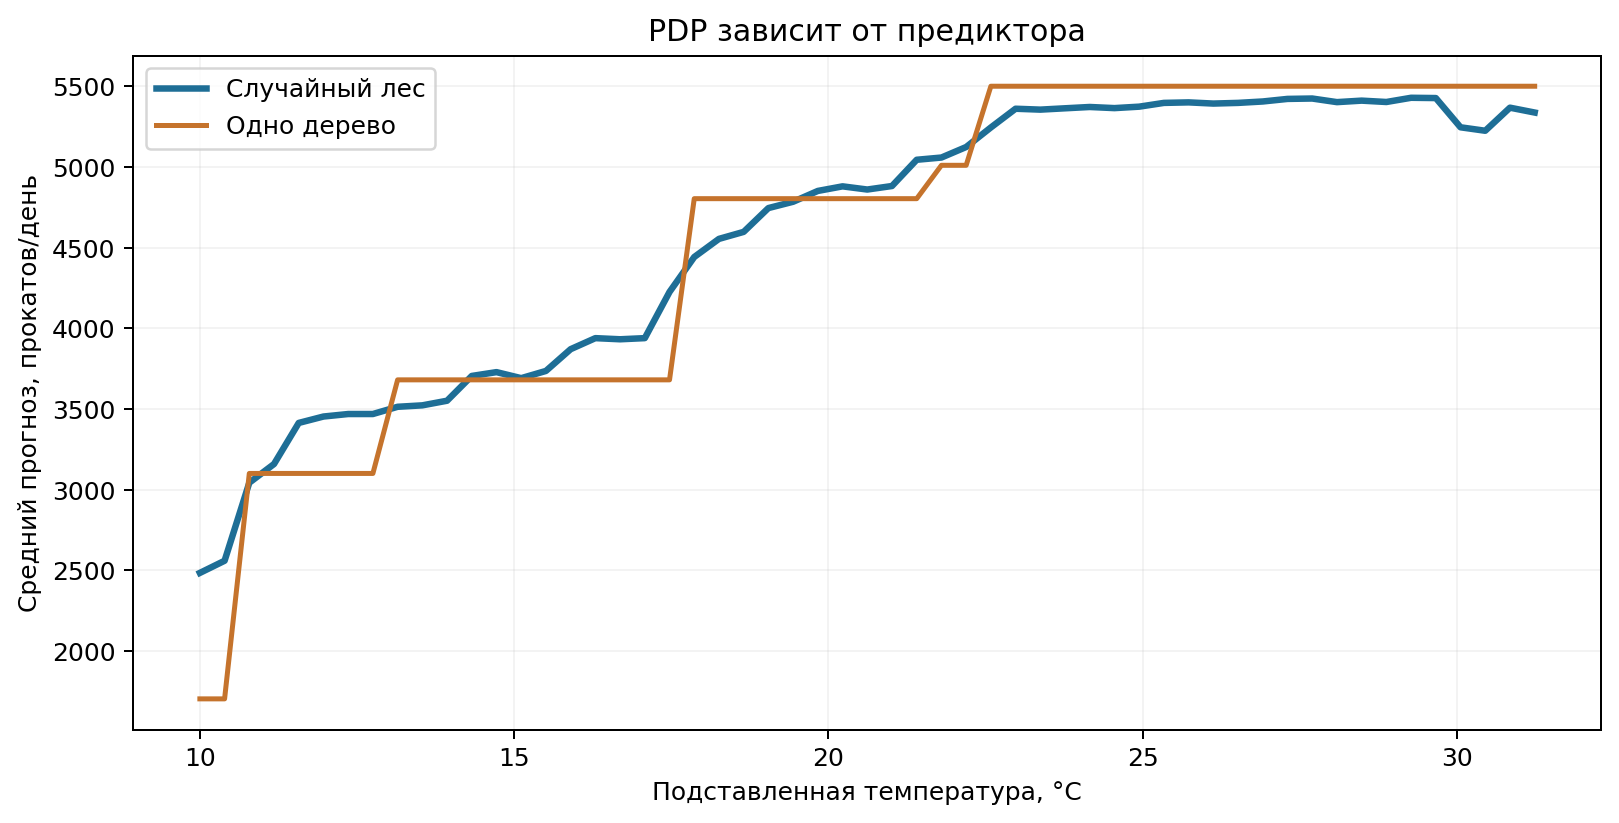 PDP зависит от предиктора
Случайный лес
Одно дерево
Средний прогноз, прокатов/день
5500
5000
4500
4000
3500
3000
2500
2000
10
15
20
25
30
Подставленная температура, °C